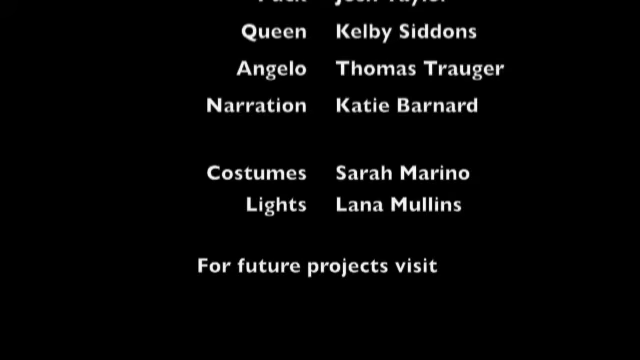 Queen Kelby Siddons
Angelo Thomas Trauger
Narration Katie Barnard
Costumes Sarah Marino
Lights Lana Mullins
For future projects visit